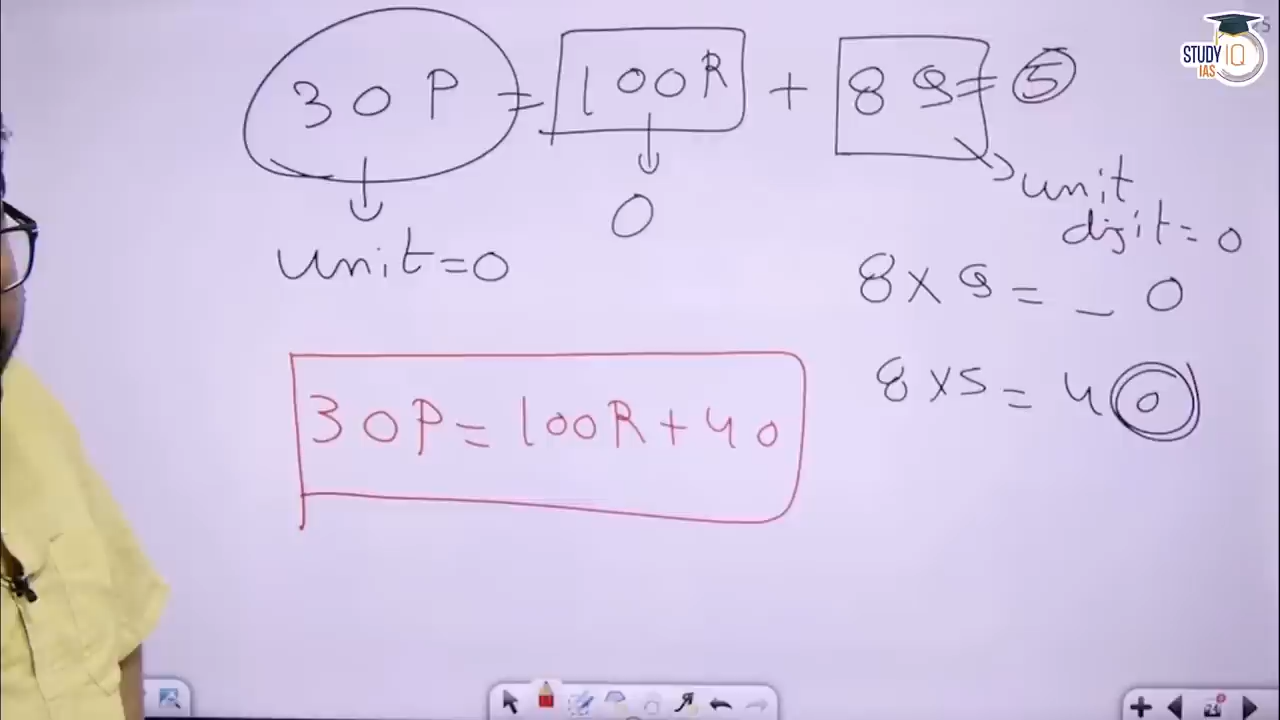 30P = 100R + 8Q = 5
unit = 0
0
unit
digit = 0
8 x Q = _ 0
8 x 5 = 40
30P = 100R + 40
STUDY IQ
IAS